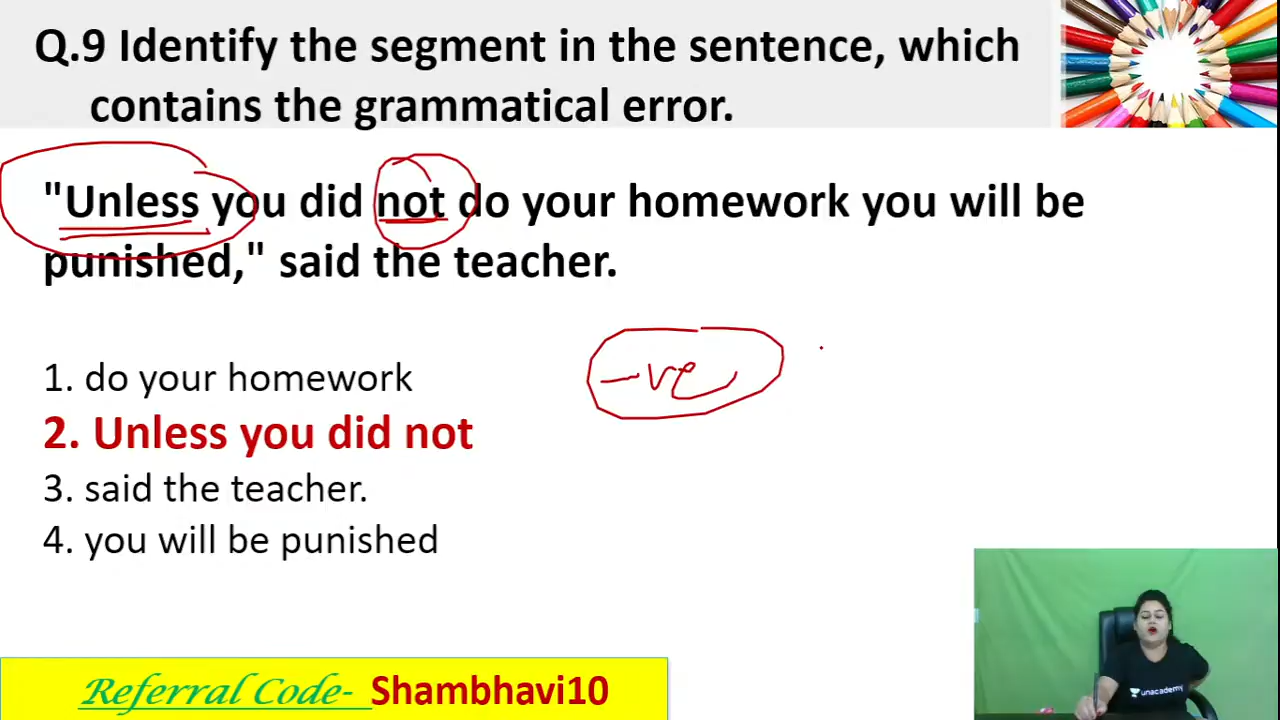 Q.9 Identify the segment in the sentence, which
contains the grammatical error.
"Unless you did not do your homework you will be
punished," said the teacher.
-ve
1. do your homework
2. Unless you did not
3. said the teacher.
4. you will be punished
unacademy
Referral Code- Shambhavi10